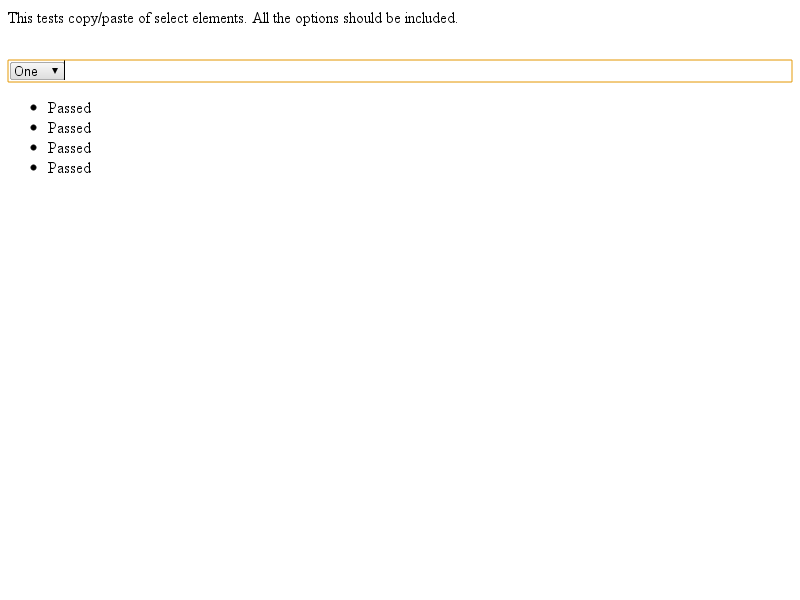 This tests copy/paste of select elements. All the options should be included.
One
Passed
Passed
Passed
Passed